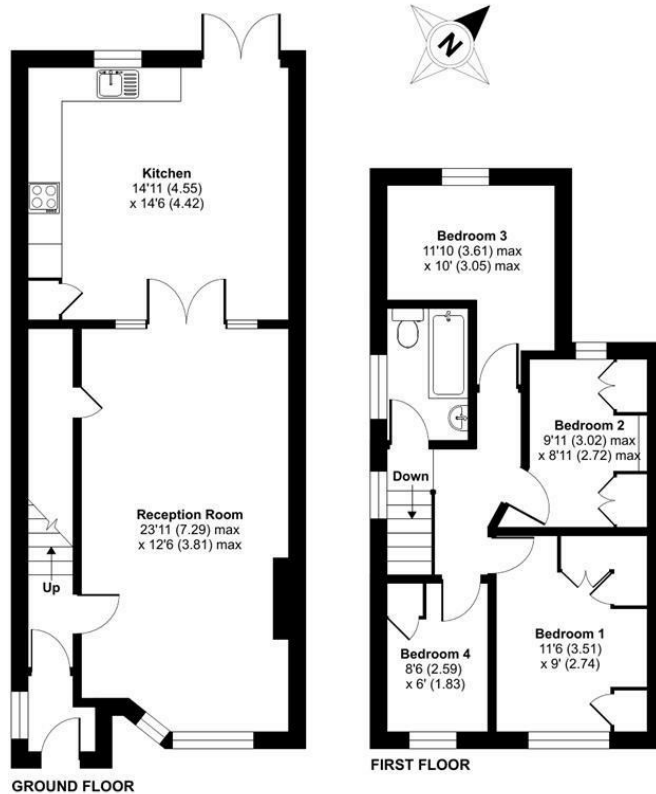 N
Kitchen
14'11 (4.55)
x 14'6 (4.42)
Reception Room
23'11 (7.29) max
x 12'6 (3.81) max
Up
GROUND FLOOR
Bedroom 3
11'10 (3.61) max
x 10' (3.05) max
Bedroom 2
9'11 (3.02) max
x 8'11 (2.72) max
Down
Bedroom 1
11'6 (3.51)
x 9' (2.74)
Bedroom 4
8'6 (2.59)
x 6' (1.83)
FIRST FLOOR